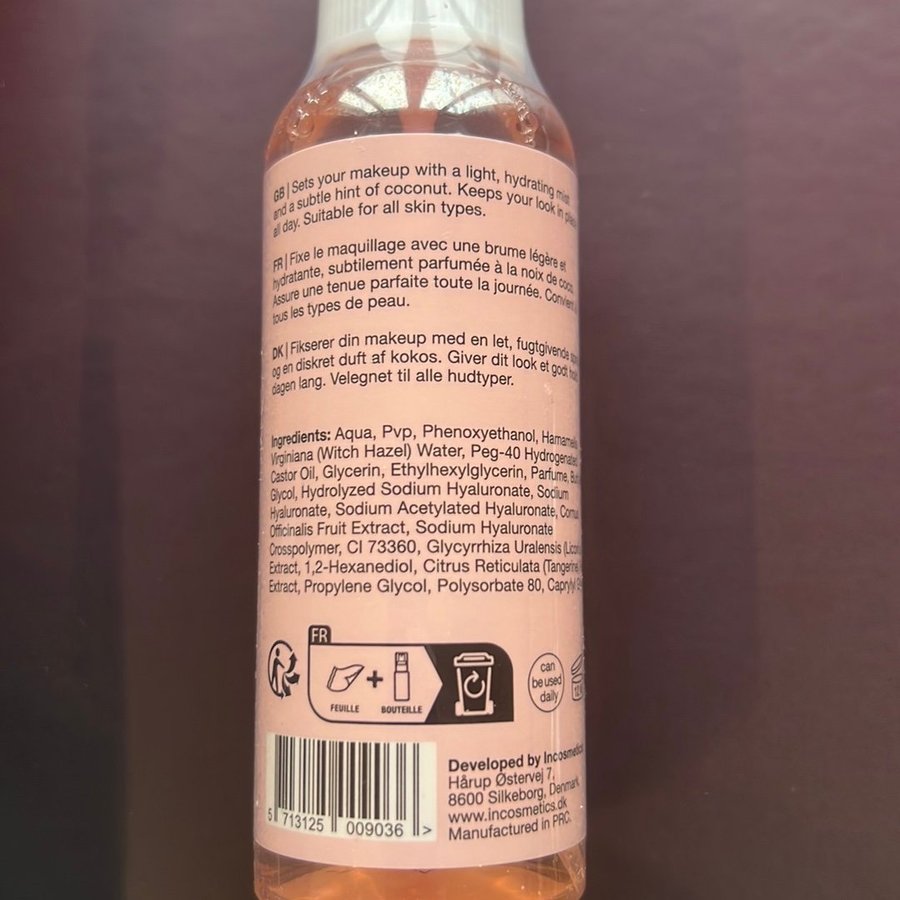 GB | Sets your makeup with a light, hydrating mist
and a subtle hint of coconut. Keeps your look in
all day. Suitable for all skin types.
FR | Fixe le maquillage avec une brume légère et
hydratante, subtilement parfumée à la noix de
Assure une tenue parfaite toute la journée.
tous les types de peau.
DK | Fikserer din makeup med en let, fugtgivende
og en diskret duft af kokos. Giver dit look et godt
dagen lang. Velegnet til alle hudtyper.
Ingredients: Aqua, Pvp, Phenoxyethanol,
Virginiana (Witch Hazel) Water, Peg-40 Hydrogenated
Castor Oil, Glycerin, Ethylhexylglycerin, Parfume,
Glycol, Hydrolyzed Sodium Hyaluronate, Sodium
Hyaluronate, Sodium Acetylated Hyaluronate,
Officinalis Fruit Extract, Sodium Hyaluronate
Crosspolymer, CI 73360, Glycyrrhiza Uralensis
Extract, 1,2-Hexanediol, Citrus Reticulata (Tangerine
Extract, Propylene Glycol, Polysorbate 80, Caprylyl
FR
FEUILLE + BOUTEILLE
can
be used
daily
5 713125 009036 >
Developed by
Hårup Østervej 7,
8600 Silkeborg, Denmark
www.incosmetics.dk
Manufactured in PRC.